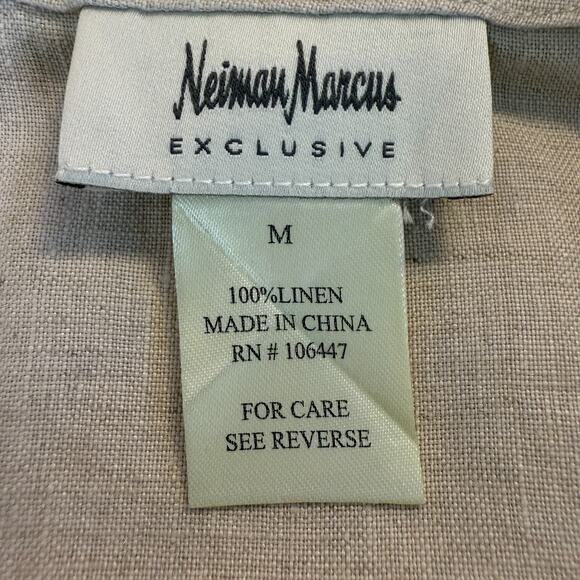 Neiman Marcus
EXCLUSIVE
M
100%LINEN
MADE IN CHINA
RN # 106447
FOR CARE
SEE REVERSE